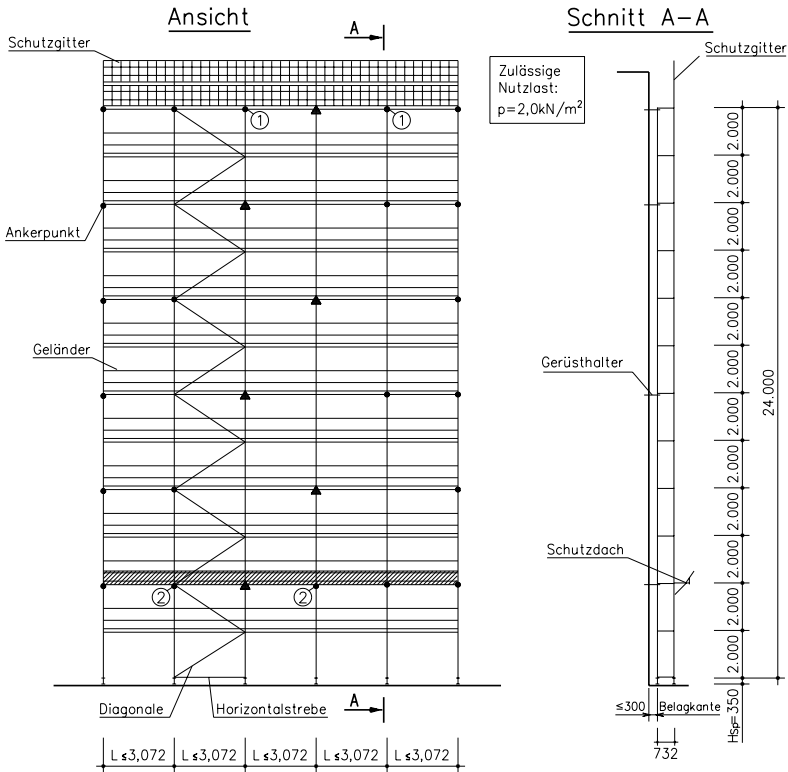 Ansicht
Schnitt A-A
A
Schutzgitter
Schutzgitter
Zulässige
Nutzlast:
p=2,0kN/m²
1
1
Ankerpunkt
Geländer
Gerüsthalter
Schutzdach
2
2
Diagonale
Horizontalstrebe
A
≤300
Belagkante
732
L≤3,072
L≤3,072
L≤3,072
L≤3,072
L≤3,072
2.000
2.000
2.000
2.000
2.000
2.000
2.000
2.000
2.000
2.000
2.000
2.000
Hsp=350
24.000